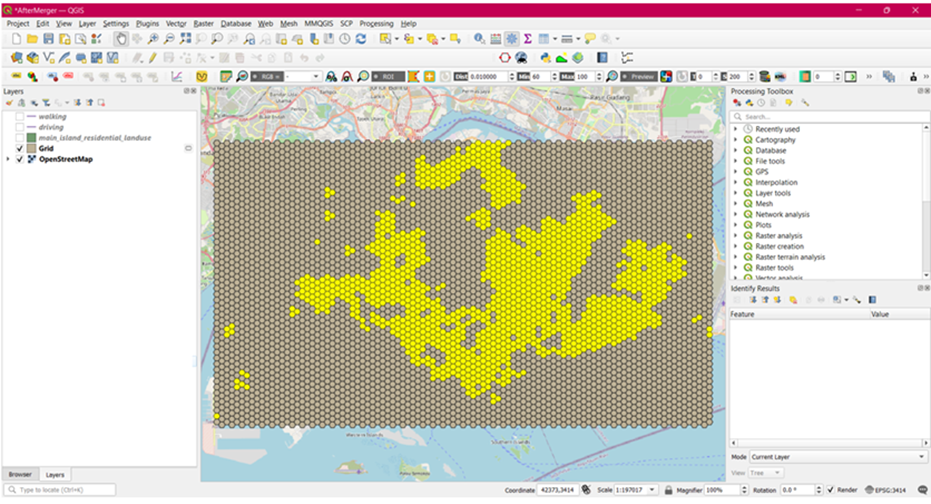 *AfterMerger — QGIS
Project Edit View Layer Settings Plugins Vector Raster Database Web Mesh MMQGIS SCP Processing Help
RGB = - ROI Dist 0.010000 Min 60 Max 100 Preview T 0 S 200 0
Layers
walking
driving
main_island_residential_landuse
Grid
OpenStreetMap
Browser Layers
Processing Toolbox
Search...
Recently used
Cartography
Database
File tools
GPS
Interpolation
Layer tools
Mesh
Network analysis
Plots
Raster analysis
Raster creation
Raster terrain analysis
Raster tools
Vector analysis
Identify Results
Feature Value
Mode Current Layer
View Tree
Type to locate (Ctrl+K)
Coordinate 42373,3414 Scale 1:197017 Magnifier 100% Rotation 0.0 ° Render EPSG:3414